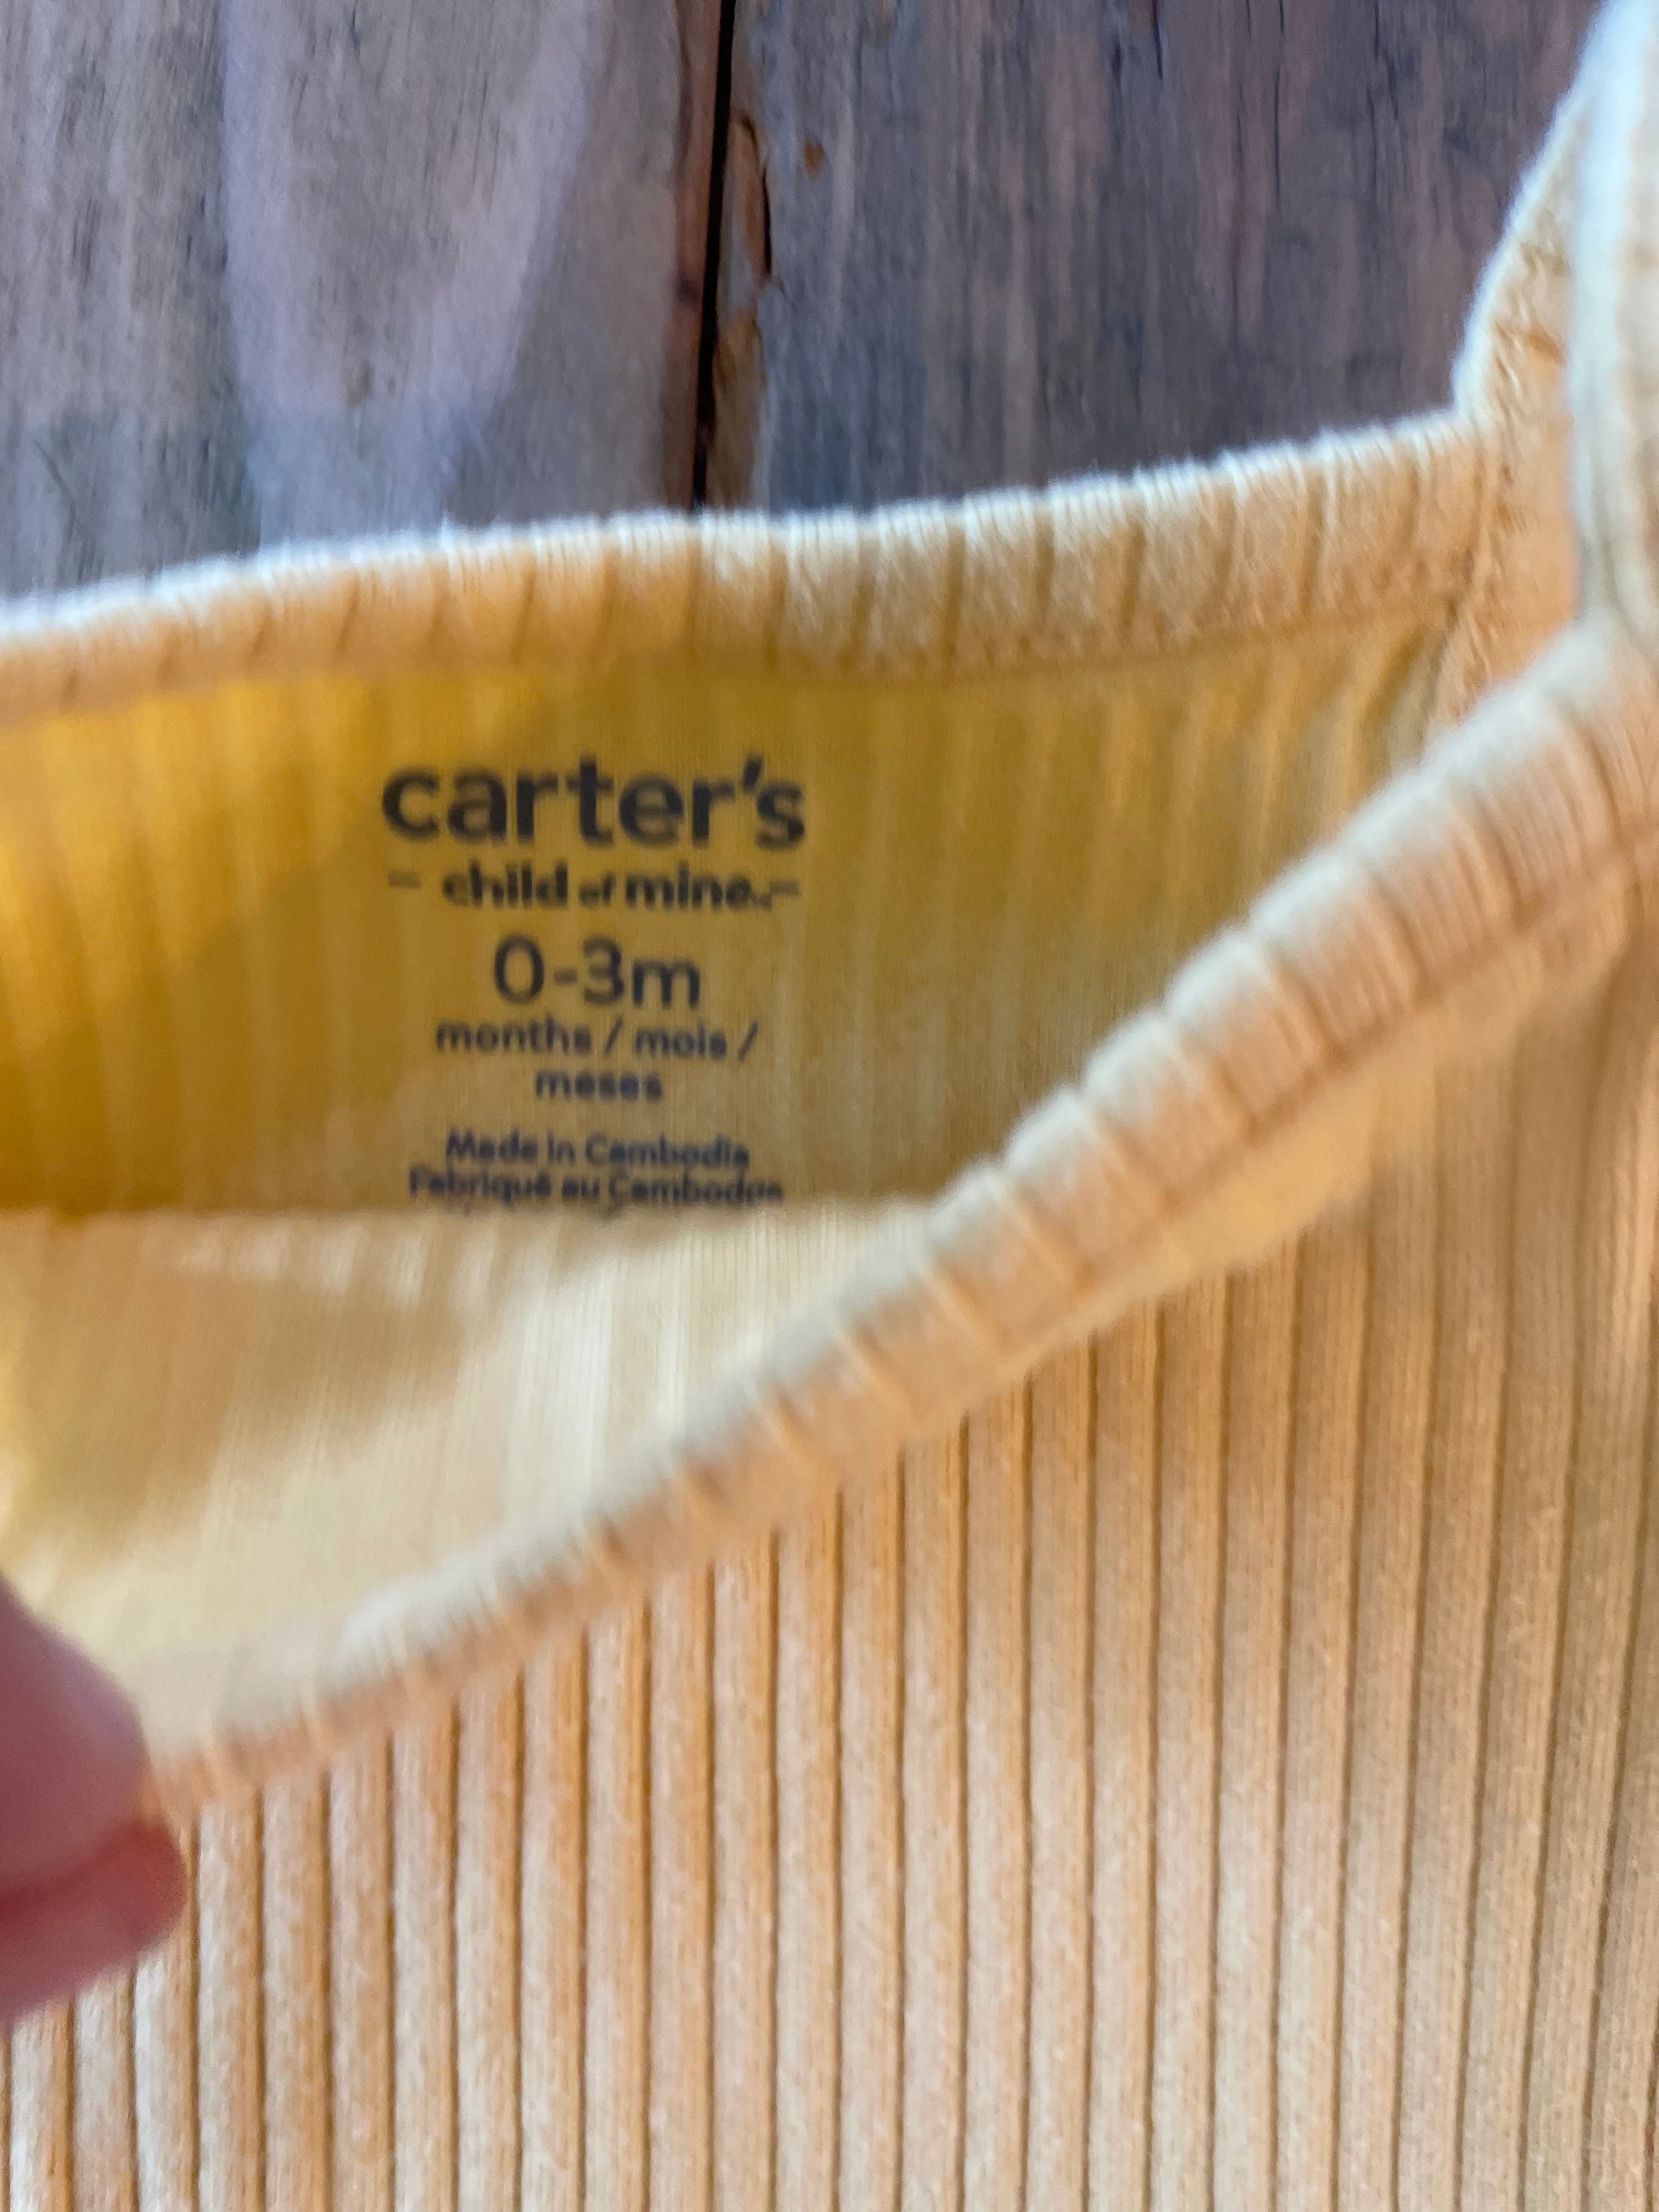 carter's
- child of mine. -
0-3m
months / mois /
meses
Made in Cambodia
Fabriqué au Cambodge